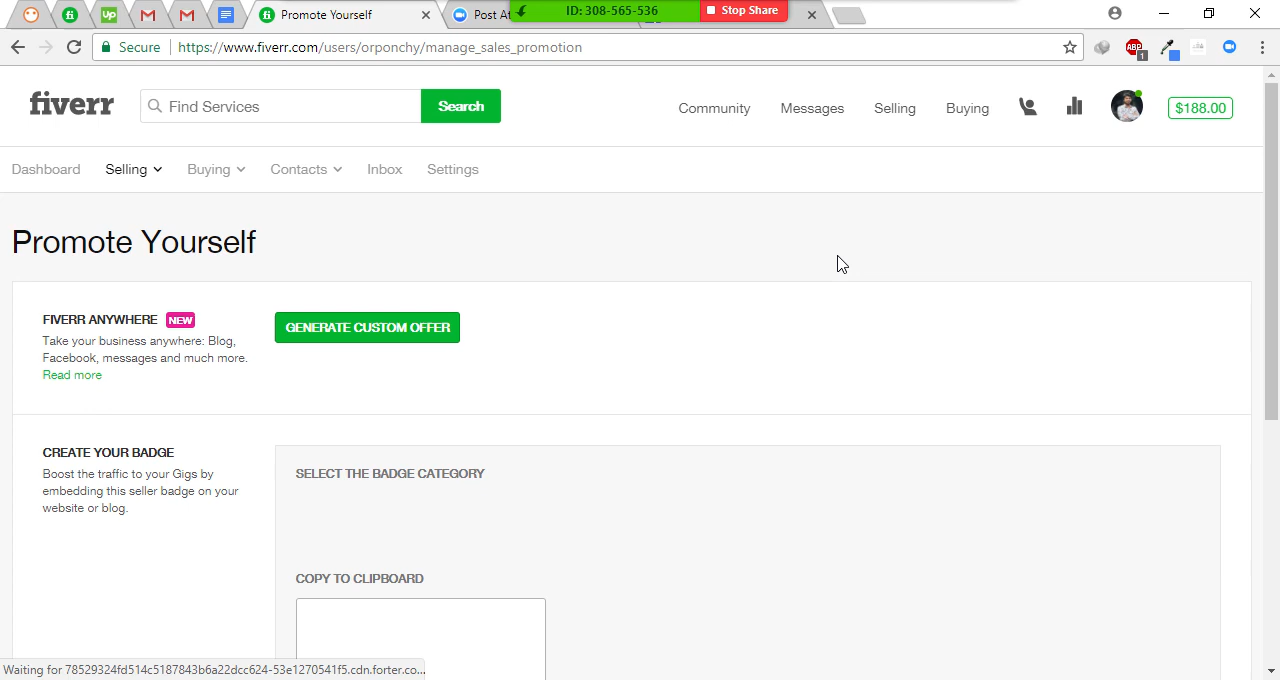 Promote Yourself
Post At
ID: 308-565-536
Stop Share
Secure
https://www.fiverr.com/users/orponchy/manage_sales_promotion
ABP
1
fiverr
Find Services
Search
Community
Messages
Selling
Buying
$188.00
Dashboard
Selling
Buying
Contacts
Inbox
Settings
Promote Yourself
FIVERR ANYWHERE NEW
Take your business anywhere: Blog,
Facebook, messages and much more.
Read more
GENERATE CUSTOM OFFER
CREATE YOUR BADGE
Boost the traffic to your Gigs by
embedding this seller badge on your
website or blog.
SELECT THE BADGE CATEGORY
COPY TO CLIPBOARD
Waiting for 78529324fd514c5187843b6a22dcc624-53e1270541f5.cdn.forter.co...